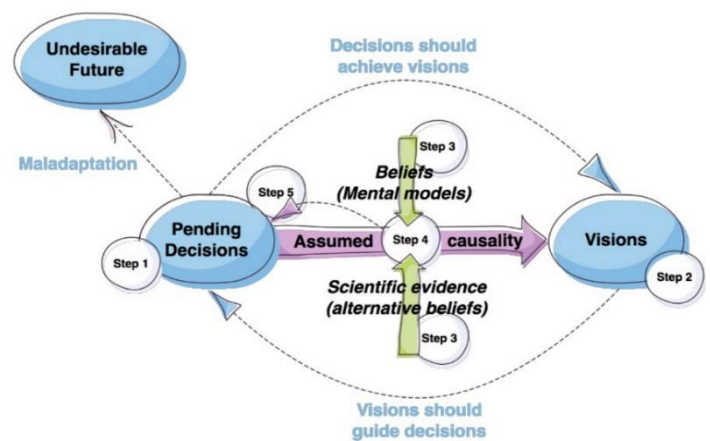 Undesirable
Future
Decisions should
achieve visions
Maladaptation
Step 3
Beliefs
(Mental models)
Step 5
Pending
Decisions
Step 1
Assumed
Step 4
causality
Visions
Step 2
Scientific evidence
(alternative beliefs)
Step 3
Visions should
guide decisions